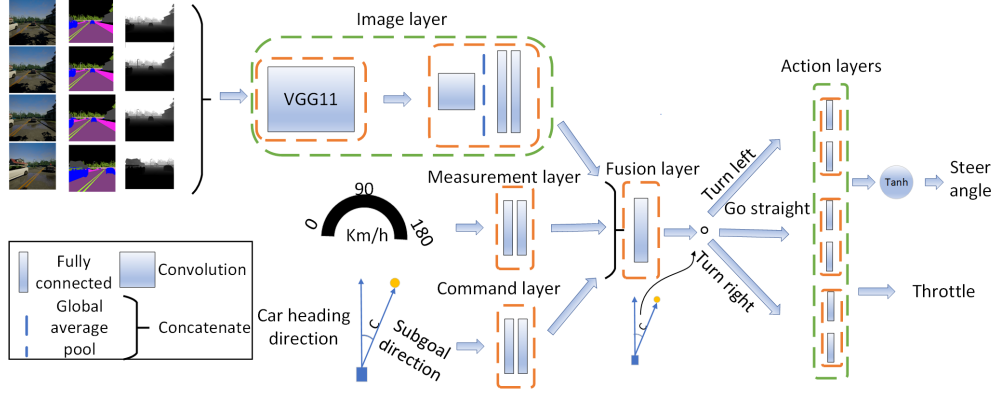 Image layer
VGG11
Action layers
Measurement layer
Fusion layer
Turn left
Go straight
Turn right
Tanh
Steer
angle
0
90
180
Km/h
Fully
connected
Convolution
Global
average
pool
Concatenate
Command layer
Car heading
direction
Subgoal
direction
Throttle